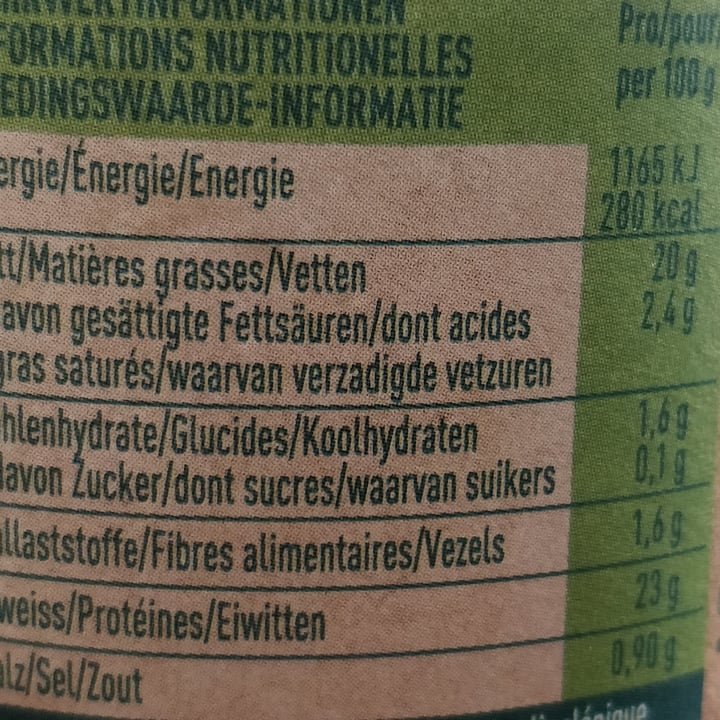 FORMATIONS NUTRITIONELLES
EDINGSWAARDE-INFORMATIE
Pro/pour
per 100 g
ergie/Énergie/Energie 1165 kJ
280 kcal
tt/Matières grasses/Vetten 20 g
avon gesättigte Fettsäuren/dont acides 2,4 g
gras saturés/waarvan verzadigde vetzuren
hlenhydrate/Glucides/Koolhydraten 1,6 g
avon Zucker/dont sucres/waarvan suikers 0,1 g
allaststoffe/Fibres alimentaires/Vezels 1,6 g
weiss/Protéines/Eiwitten 23 g
alz/Sel/Zout 0,90 g